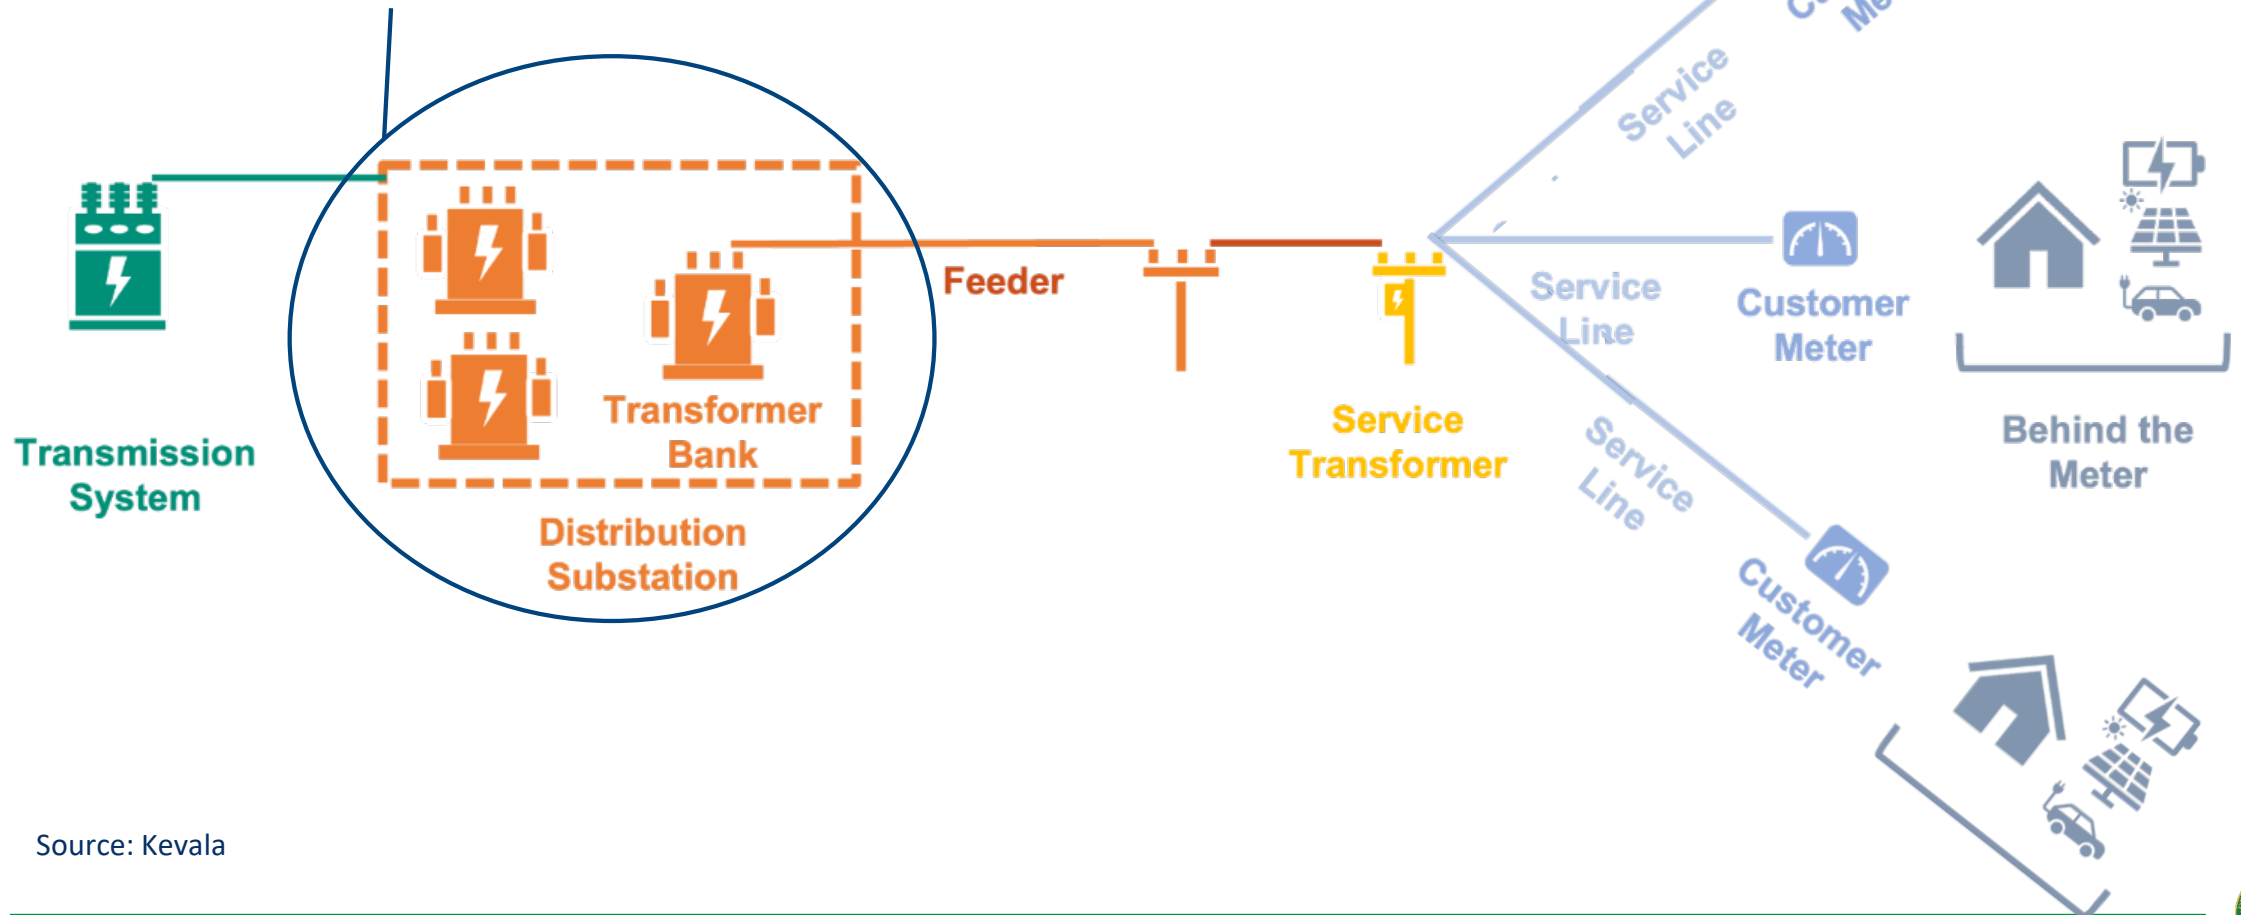 Service
Line
Feeder
Service
Line
Customer
Meter
Transformer
Bank
Service
Transformer
Behind the
Meter
Transmission
System
Service
Line
Distribution
Substation
Customer
Meter
Source: Kevala